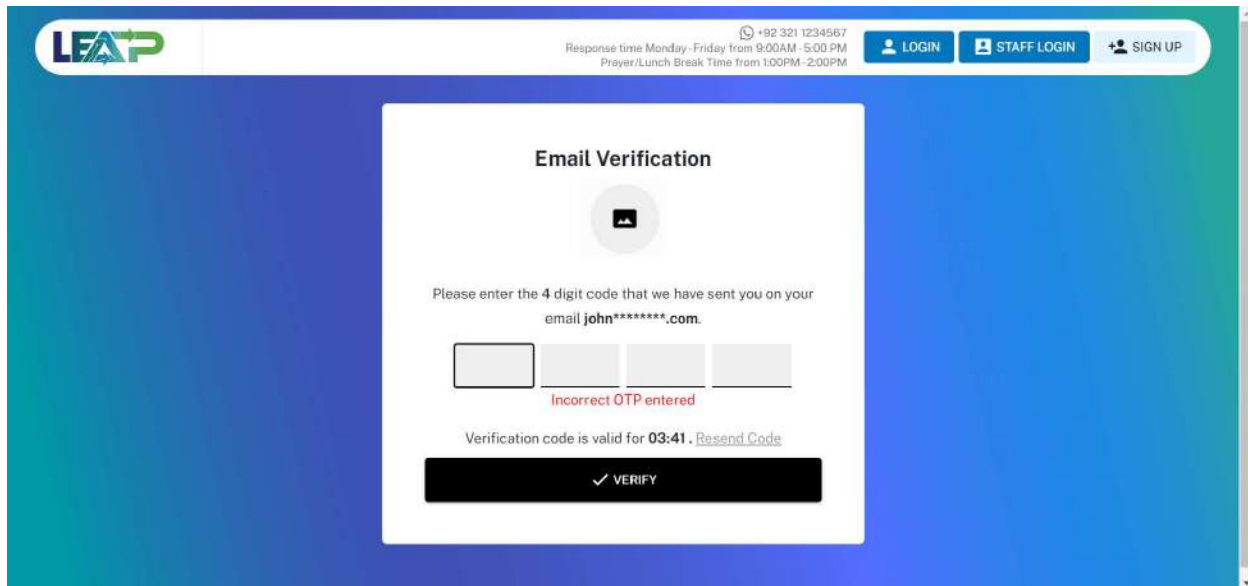 LEAP
+92 321 1234567
Response time Monday - Friday from 9:00AM - 5:00 PM
Prayer/Lunch Break Time from 1:00PM - 2:00PM
LOGIN
STAFF LOGIN
SIGN UP
Email Verification
Please enter the 4 digit code that we have sent you on your
email john********.com.
Incorrect OTP entered
Verification code is valid for 03:41 . Resend Code
VERIFY